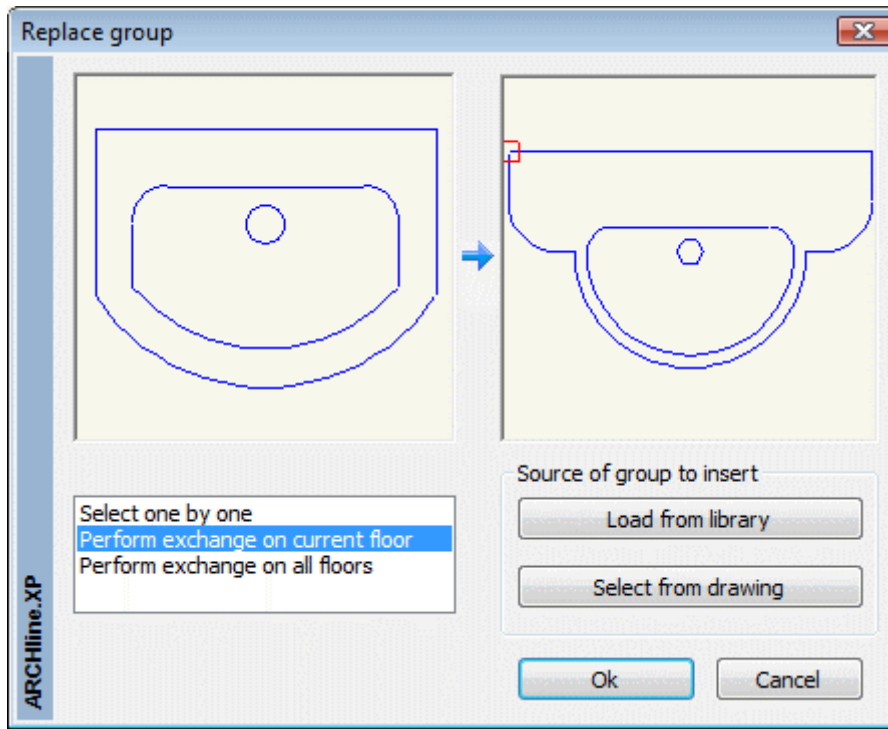 Replace group
Select one by one
Perform exchange on current floor
Perform exchange on all floors
Source of group to insert
Load from library
Select from drawing
Ok
Cancel
ARCHline.XP